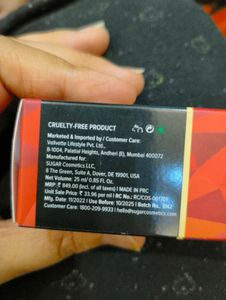 CRUELTY-FREE PRODUCT
Marketed & Imported by / Customer Care:
Vellvette Lifestyle Pvt. Ltd.,
B-1004, Palatial Heights, Andheri (E), Mumbai 400072
Manufactured for:
SUGAR Cosmetics LLC,
8 The Green, Suite A, Dover, DE 19901, USA
Net Volume: 25 ml/0.85 Fl. Oz.
MRP ₹ 849.00 (Incl. of all taxes) | MADE IN PRC
Unit Sale Price: ₹ 33.96 per ml | RC No.: RC/COS-001701
Mfg. Date: 11/2022 | Use Before: 10/2025 | Batch No.:
Customer Care: 1800-209-9933 | hello@sugarcosmetics.com